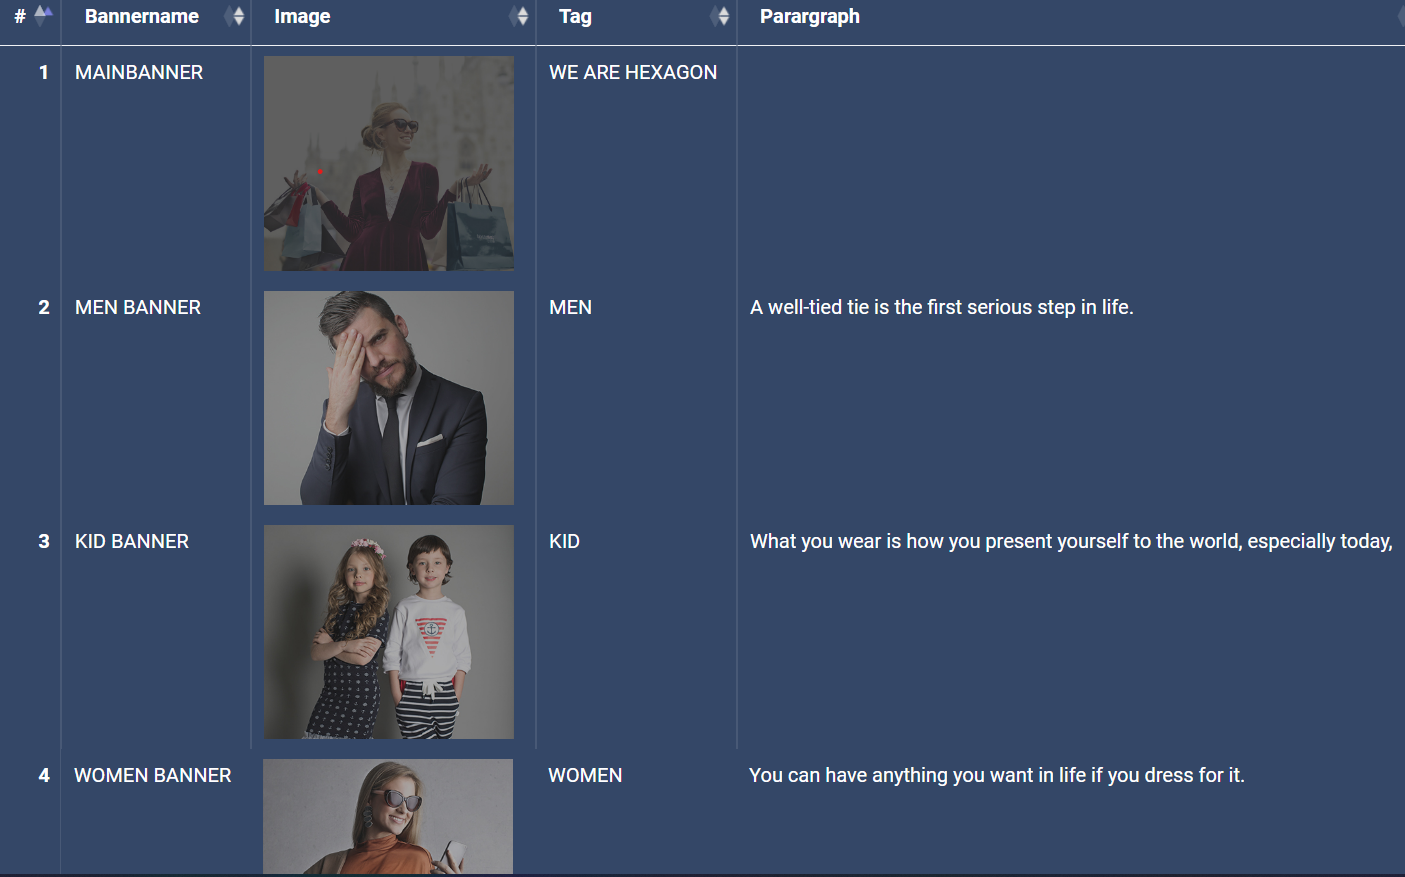 # Bannername Image Tag Parargraph
1 MAINBANNER WE ARE HEXAGON
2 MEN BANNER MEN A well-tied tie is the first serious step in life.
3 KID BANNER KID What you wear is how you present yourself to the world, especially today,
4 WOMEN BANNER WOMEN You can have anything you want in life if you dress for it.